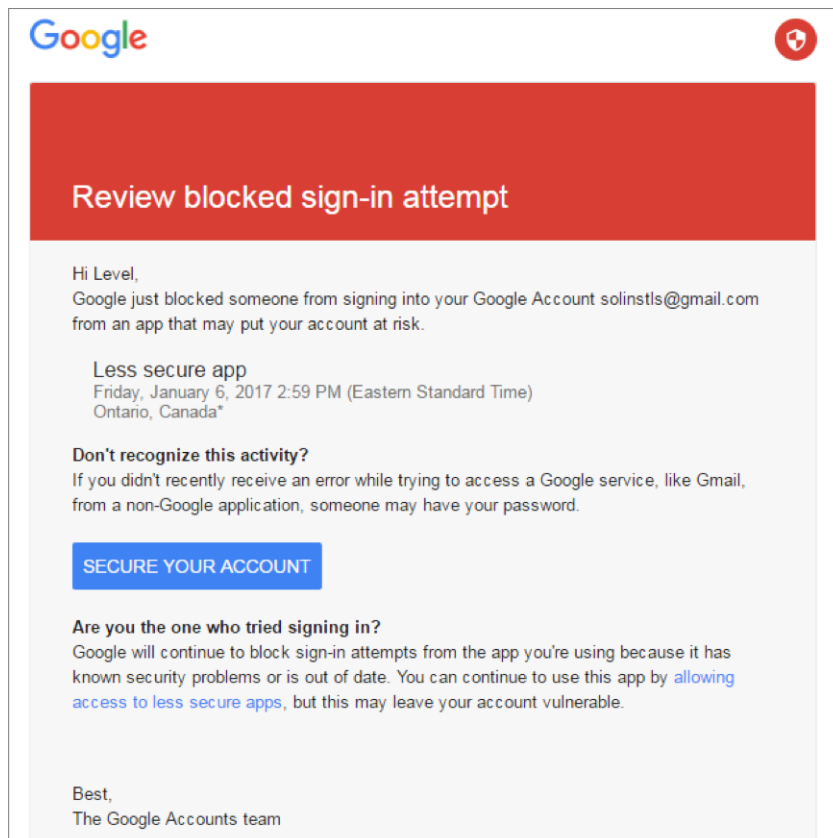 Google
Review blocked sign-in attempt
Hi Level,
Google just blocked someone from signing into your Google Account solinstls@gmail.com
from an app that may put your account at risk.
Less secure app
Friday, January 6, 2017 2:59 PM (Eastern Standard Time)
Ontario, Canada*
Don't recognize this activity?
If you didn't recently receive an error while trying to access a Google service, like Gmail,
from a non-Google application, someone may have your password.
SECURE YOUR ACCOUNT
Are you the one who tried signing in?
Google will continue to block sign-in attempts from the app you're using because it has
known security problems or is out of date. You can continue to use this app by allowing
access to less secure apps, but this may leave your account vulnerable.
Best,
The Google Accounts team